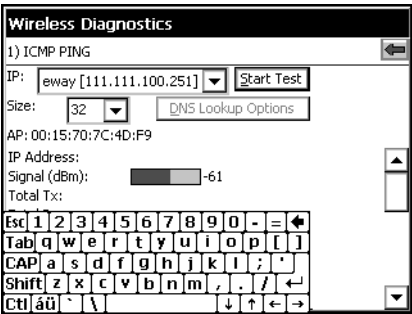 Wireless Diagnostics
1) ICMP PING
IP: eway [111.111.100.251] Start Test
Size: 32 DNS Lookup Options
AP: 00:15:70:7C:4D:F9
IP Address:
Signal (dBm): -61
Total Tx:
Esc 1 2 3 4 5 6 7 8 9 0 - =
Tab q w e r t y u i o p [ ]
CAP a s d f g h j k l ; '
Shift z x c v b n m , . /
Ctl áü ` \